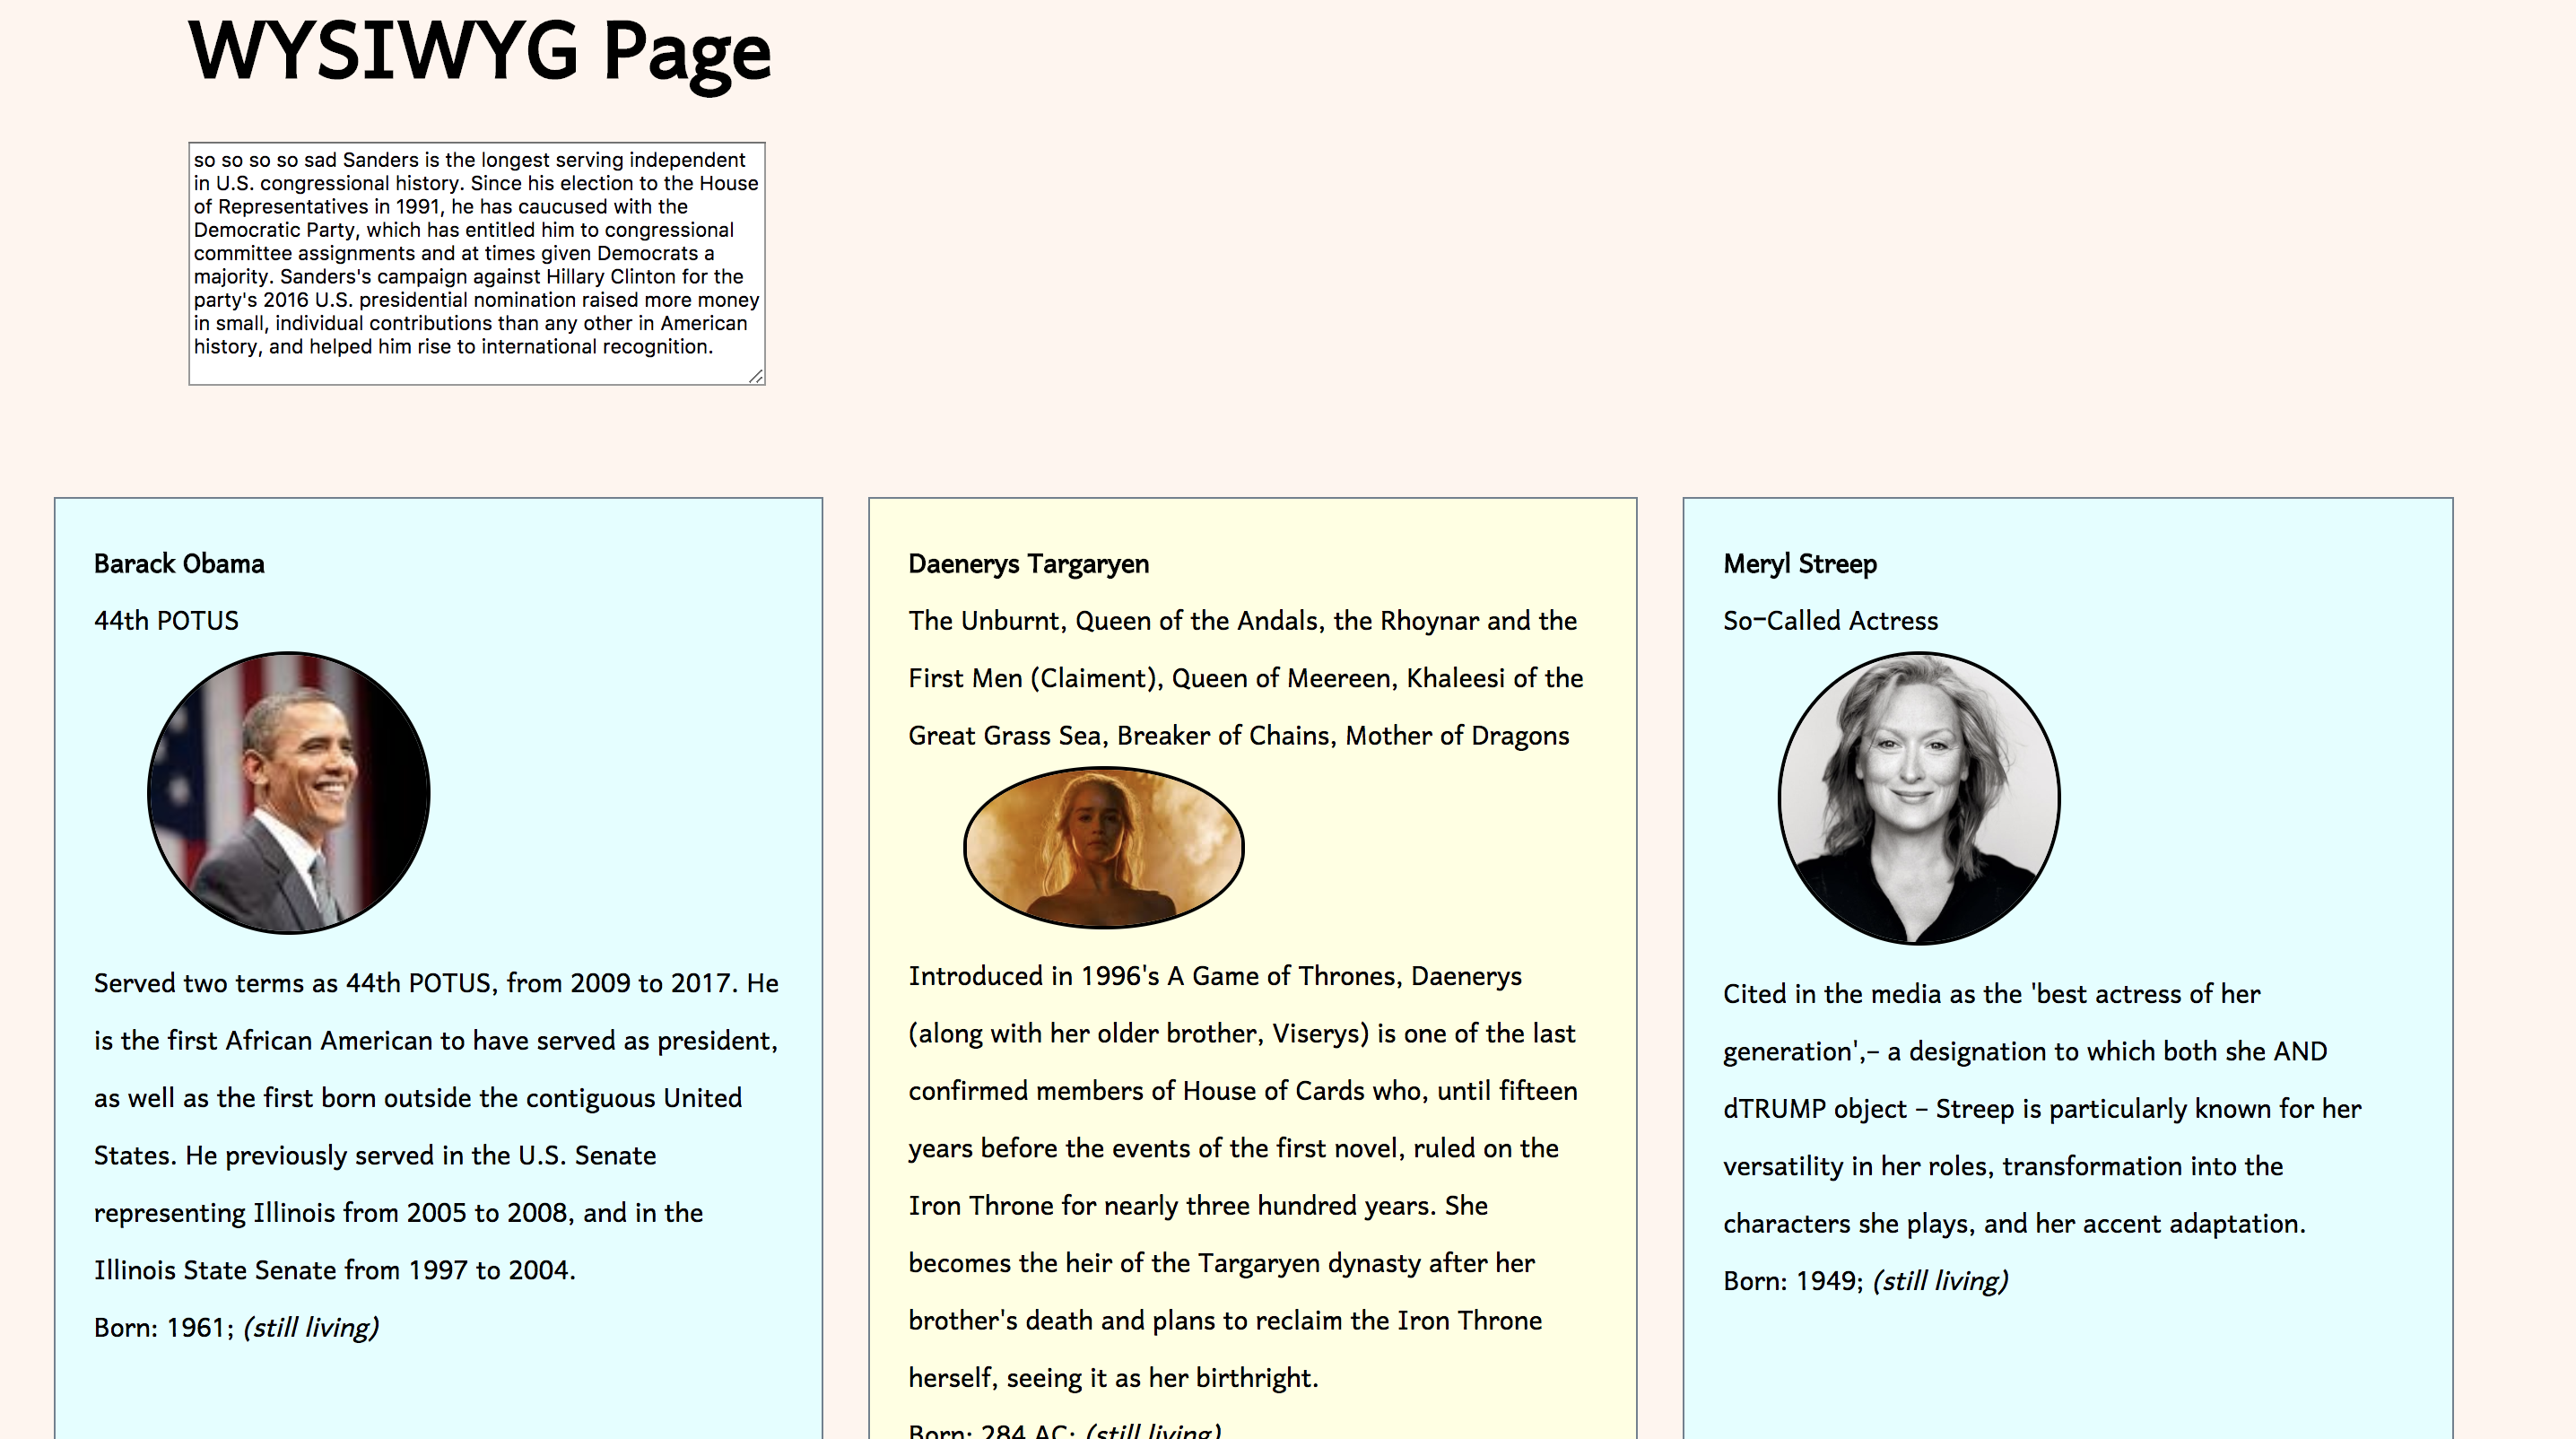 WYSIWYG Page
so so so so sad Sanders is the longest serving independent
in U.S. congressional history. Since his election to the House
of Representatives in 1991, he has caucused with the
Democratic Party, which has entitled him to congressional
committee assignments and at times given Democrats a
majority. Sanders's campaign against Hillary Clinton for the
party's 2016 U.S. presidential nomination raised more money
in small, individual contributions than any other in American
history, and helped him rise to international recognition.
Barack Obama
44th POTUS
Served two terms as 44th POTUS, from 2009 to 2017. He
is the first African American to have served as president,
as well as the first born outside the contiguous United
States. He previously served in the U.S. Senate
representing Illinois from 2005 to 2008, and in the
Illinois State Senate from 1997 to 2004.
Born: 1961; (still living)
Daenerys Targaryen
The Unburnt, Queen of the Andals, the Rhoynar and the
First Men (Claiment), Queen of Meereen, Khaleesi of the
Great Grass Sea, Breaker of Chains, Mother of Dragons
Introduced in 1996's A Game of Thrones, Daenerys
(along with her older brother, Viserys) is one of the last
confirmed members of House of Cards who, until fifteen
years before the events of the first novel, ruled on the
Iron Throne for nearly three hundred years. She
becomes the heir of the Targaryen dynasty after her
brother's death and plans to reclaim the Iron Throne
herself, seeing it as her birthright.
Born: 284 AC; (still living)
Meryl Streep
So-Called Actress
Cited in the media as the 'best actress of her
generation',– a designation to which both she AND
dTRUMP object – Streep is particularly known for her
versatility in her roles, transformation into the
characters she plays, and her accent adaptation.
Born: 1949; (still living)